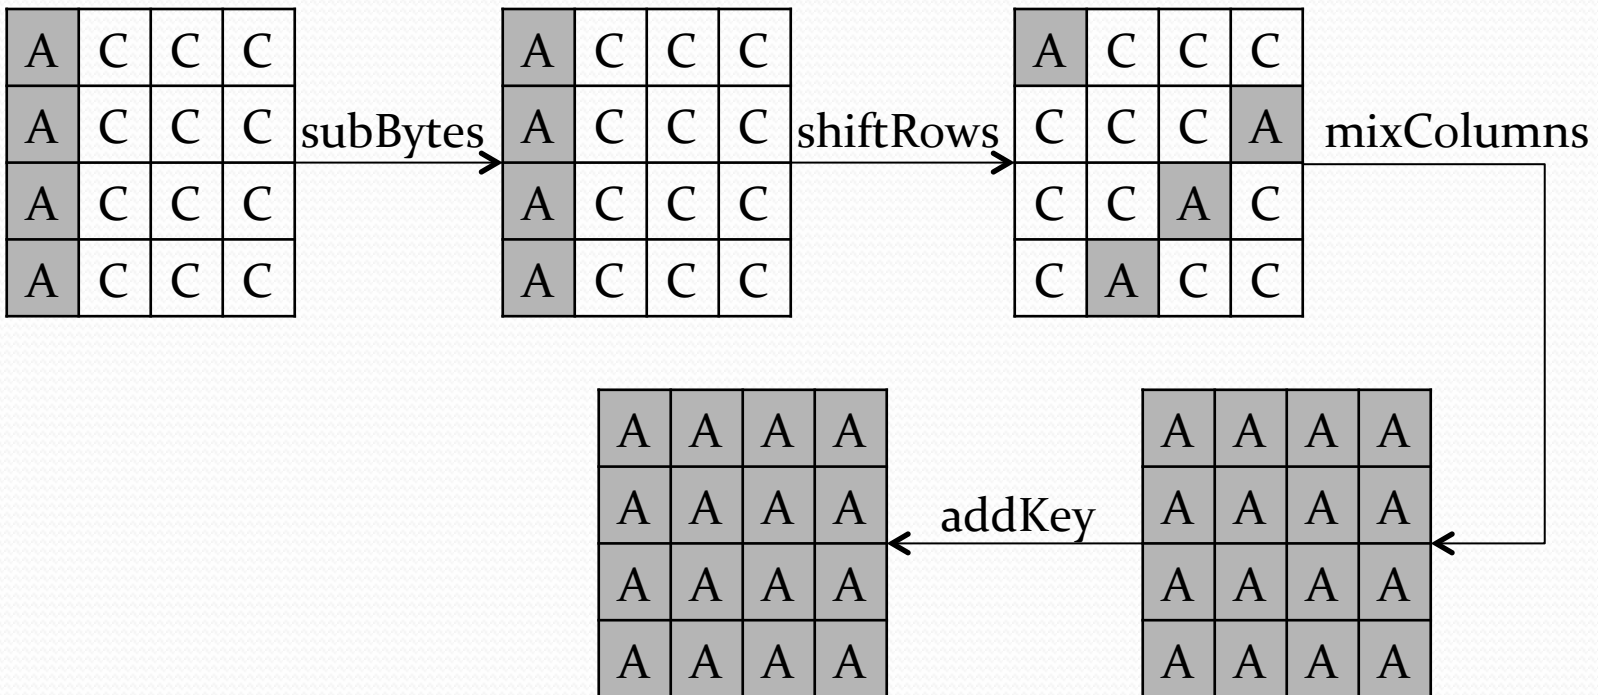 A C C C A C C C A C C C
A C C C subBytes A C C C shiftRows C C C A mixColumns
A C C C A C C C C C A C
A C C C A C C C C A C C
A A A A A A A A
A A A A addKey A A A A
A A A A A A A A
A A A A A A A A